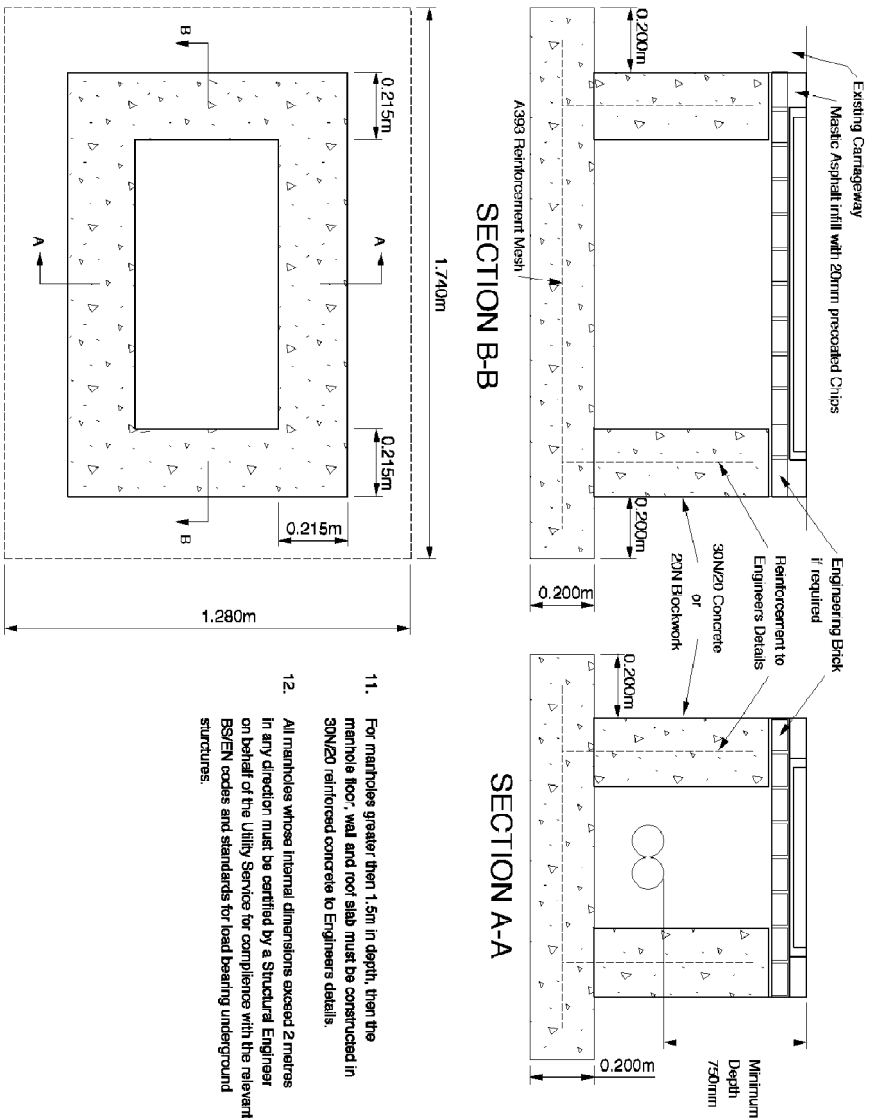 Existing Carriageway
Mastic Asphalt infill with 20mm precoated Chips
0.200m
A393 Reinforcement Mesh
0.200m
SECTION B-B
Engineering Brick
if required
Reinforcement to
Engineers Details
30N/20 Concrete
or
20N Blockwork
0.200m
0.200m
SECTION A-A
Minimum
Depth
750mm
0.200m
1.740m
0.215m
0.215m
0.215m
B
B
A
A
1.280m
11. For manholes greater then 1.5m in depth, then the
manhole floor, wall and roof slab must be constructed in
30N/20 reinforced concrete to Engineers details.
12. All manholes whose internal dimensions exceed 2 metres
in any direction must be certified by a Structural Engineer
on behalf of the Utility Service for complience with the relevant
BS/EN codes and standards for load bearing underground
sturctures.